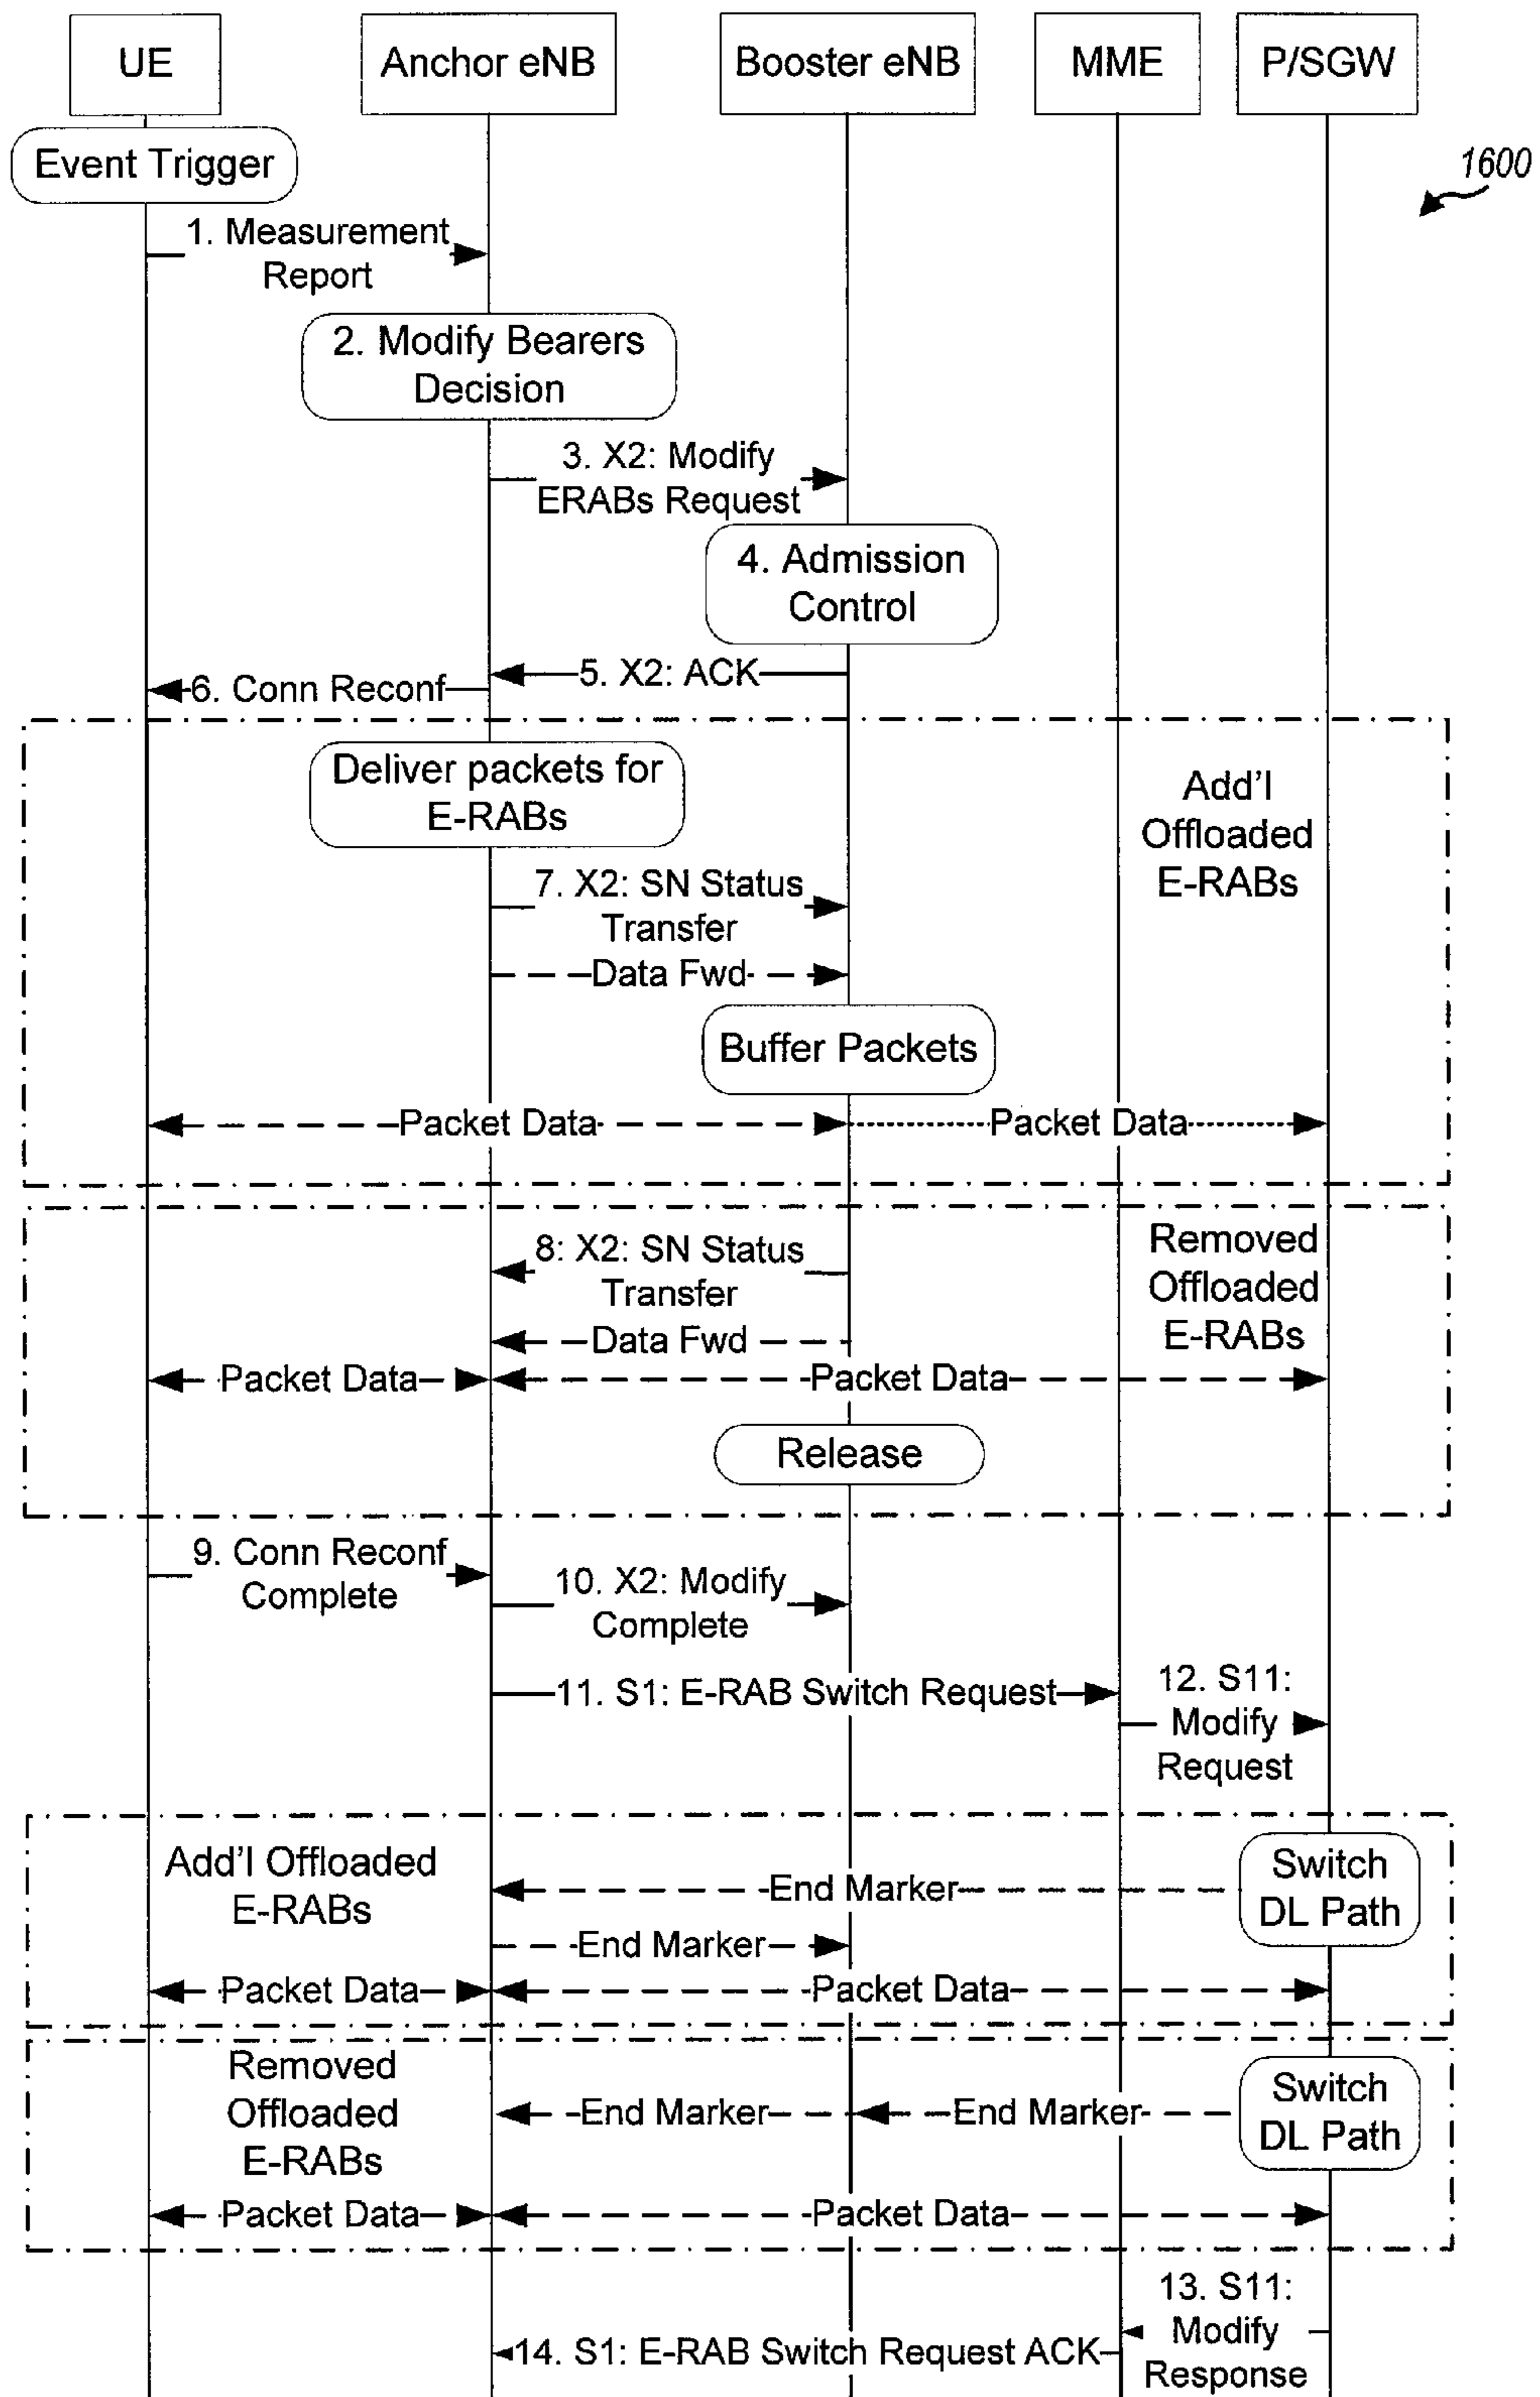 UE
Anchor eNB
Booster eNB
MME
P/SGW
Event Trigger
1600
1. Measurement
Report
2. Modify Bearers
Decision
3. X2: Modify
ERABs Request
4. Admission
Control
5. X2: ACK
6. Conn Reconf
Deliver packets for
E-RABs
Add'l
Offloaded
E-RABs
7. X2: SN Status
Transfer
Data Fwd
Buffer Packets
Packet Data
Packet Data
Removed
Offloaded
E-RABs
8: X2: SN Status
Transfer
Data Fwd
Packet Data
Packet Data
Release
9. Conn Reconf
Complete
10. X2: Modify
Complete
11. S1: E-RAB Switch Request
12. S11:
Modify
Request
Add'l Offloaded
E-RABs
Switch
DL Path
End Marker
End Marker
Packet Data
Packet Data
Removed
Offloaded
E-RABs
Switch
DL Path
End Marker
End Marker
Packet Data
Packet Data
13. S11:
Modify
Response
14. S1: E-RAB Switch Request ACK